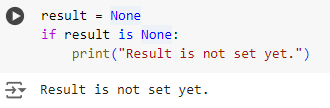 result = None
if result is None:
    print("Result is not set yet.")
Result is not set yet.